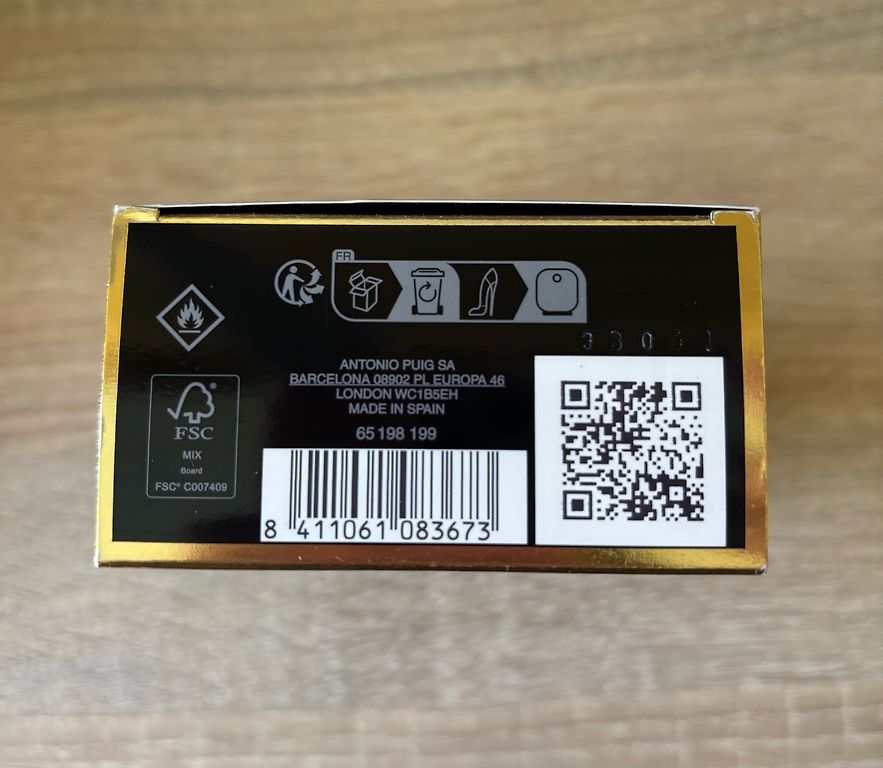 FR
ANTONIO PUIG SA
BARCELONA 08902 PL EUROPA 46
LONDON WC1B5EH
MADE IN SPAIN
65 198 199
FSC
MIX
Board
FSC® C007409
8 411061 083673